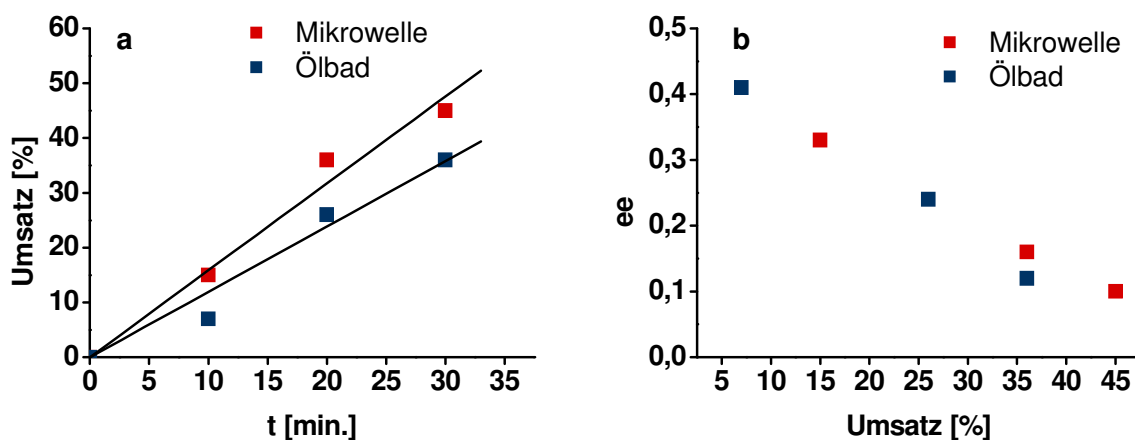 a
Mikrowelle
Ölbad
Umsatz [%]
60
50
40
30
20
10
0
0 5 10 15 20 25 30 35
t [min.]
b
Mikrowelle
Ölbad
ee
0,5
0,4
0,3
0,2
0,1
0,0
5 10 15 20 25 30 35 40 45
Umsatz [%]